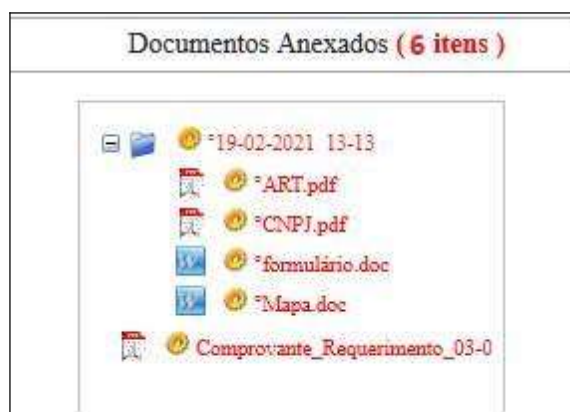 Documentos Anexados ( 6 itens )
*19-02-2021 13-13
*ART.pdf
*CNPJ.pdf
*formulário.doc
*Mapa.doc
Comprovante_Requerimento_03-0